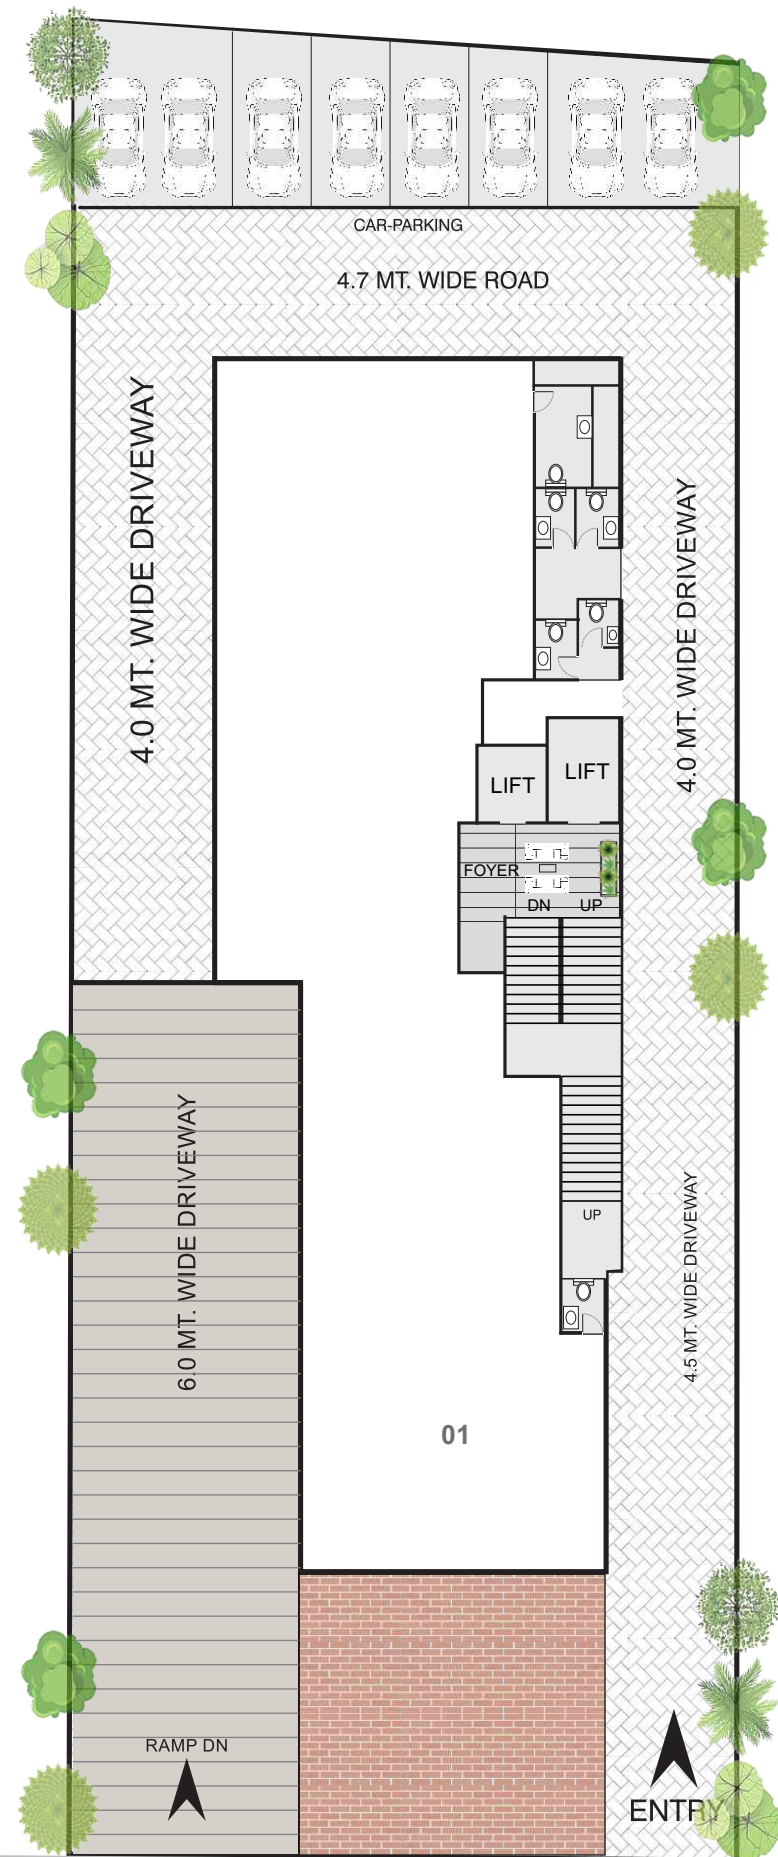 CAR-PARKING
4.7 MT. WIDE ROAD
4.0 MT. WIDE DRIVEWAY
4.0 MT. WIDE DRIVEWAY
LIFT
LIFT
FOYER
DN
UP
6.0 MT. WIDE DRIVEWAY
UP
4.5 MT. WIDE DRIVEWAY
01
RAMP DN
ENTRY